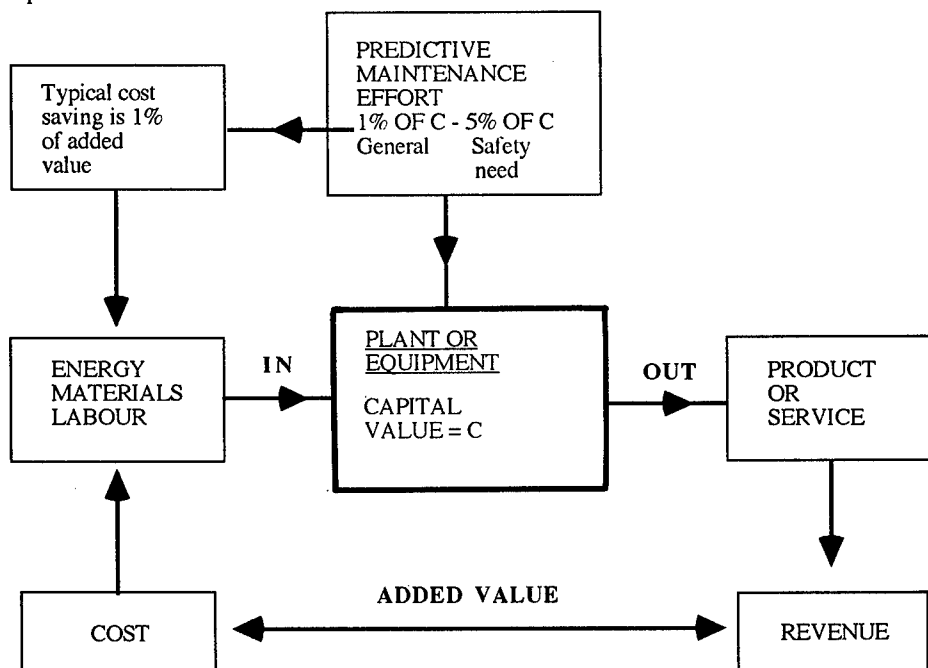 PREDICTIVE
MAINTENANCE
EFFORT
1% OF C - 5% OF C
General Safety
need
Typical cost
saving is 1%
of added
value
ENERGY
MATERIALS
LABOUR
IN
PLANT OR
EQUIPMENT
CAPITAL
VALUE = C
OUT
PRODUCT
OR
SERVICE
ADDED VALUE
COST
REVENUE